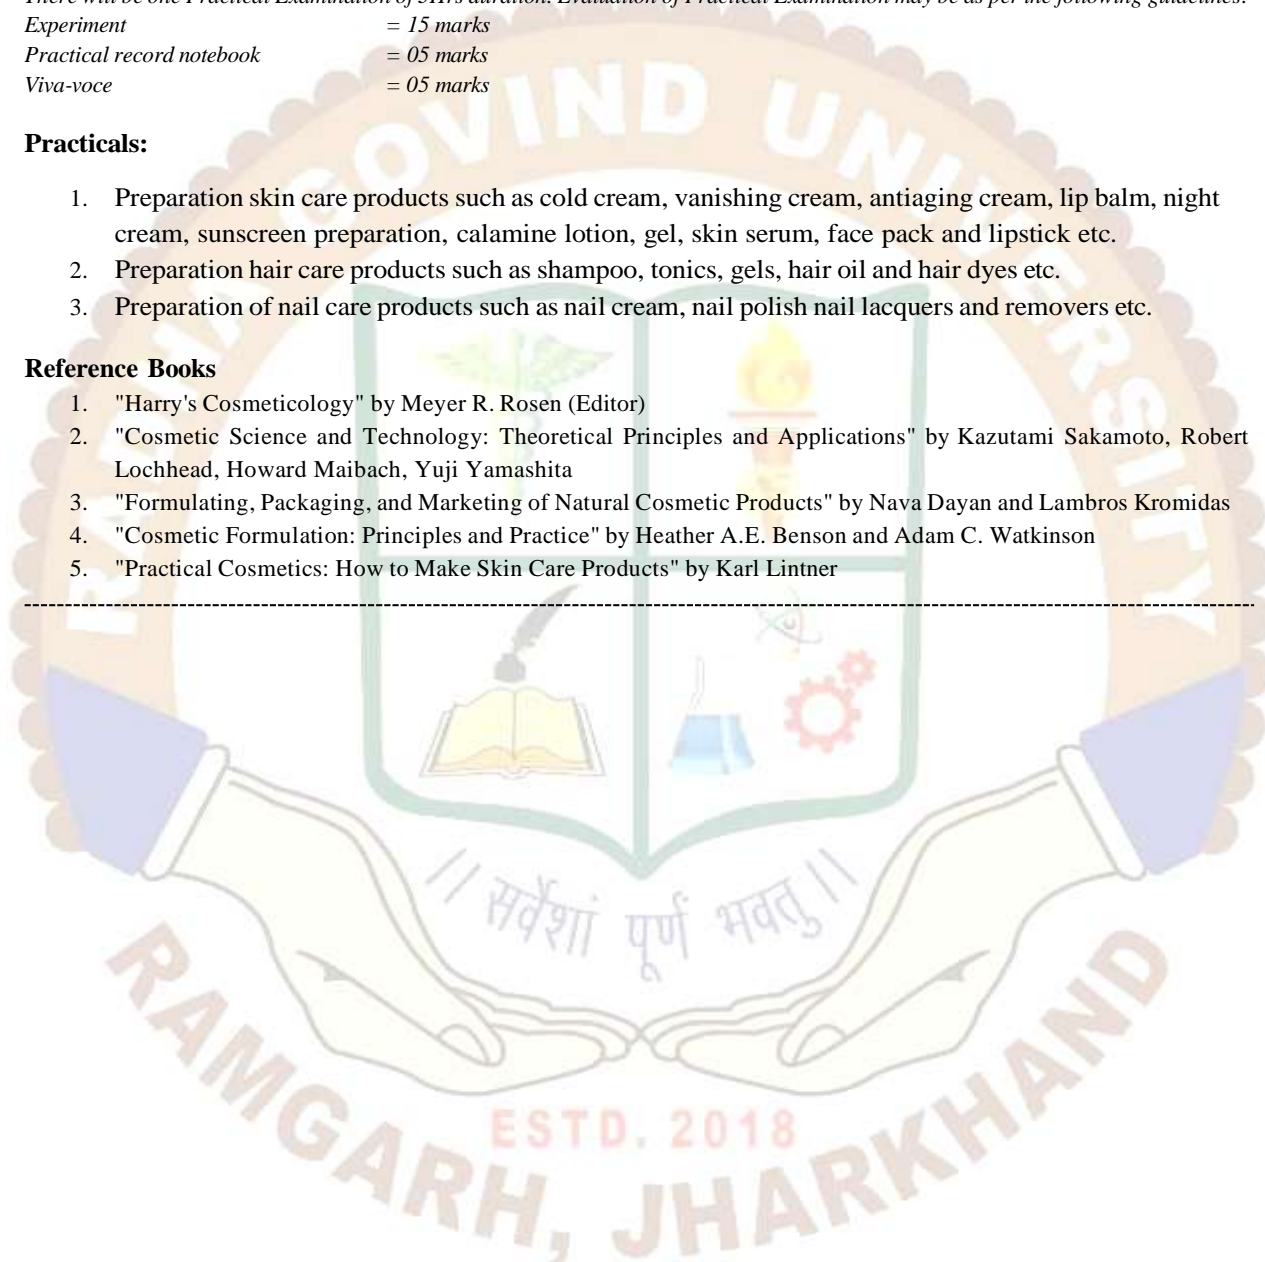 There will be one Practical Examination of 3Hrs duration. Evaluation of Practical Examination may be as per the following guidelines:
Experiment = 15 marks
Practical record notebook = 05 marks
Viva-voce = 05 marks
Practicals:
1. Preparation skin care products such as cold cream, vanishing cream, antiaging cream, lip balm, night
cream, sunscreen preparation, calamine lotion, gel, skin serum, face pack and lipstick etc.
2. Preparation hair care products such as shampoo, tonics, gels, hair oil and hair dyes etc.
3. Preparation of nail care products such as nail cream, nail polish nail lacquers and removers etc.
Reference Books
1. "Harry's Cosmeticology" by Meyer R. Rosen (Editor)
2. "Cosmetic Science and Technology: Theoretical Principles and Applications" by Kazutami Sakamoto, Robert
Lochhead, Howard Maibach, Yuji Yamashita
3. "Formulating, Packaging, and Marketing of Natural Cosmetic Products" by Nava Dayan and Lambros Kromidas
4. "Cosmetic Formulation: Principles and Practice" by Heather A.E. Benson and Adam C. Watkinson
5. "Practical Cosmetics: How to Make Skin Care Products" by Karl Lintner
RADHA GOVIND UNIVERSITY
// सर्वेशां पूर्ण भवतु //
ESTD. 2018
RAMGARH, JHARKHAND